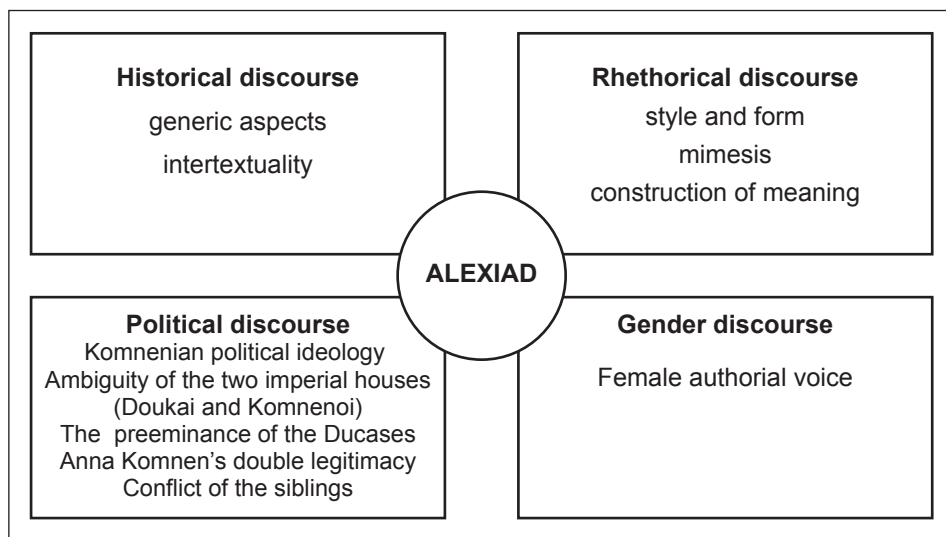 Historical discourse
generic aspects
intertextuality
Rhethorical discourse
style and form
mimesis
construction of meaning
ALEXIAD
Political discourse
Komnenian political ideology
Ambiguity of the two imperial houses
(Doukai and Komnenoi)
The preeminance of the Ducases
Anna Komnen’s double legitimacy
Conflict of the siblings
Gender discourse
Female authorial voice